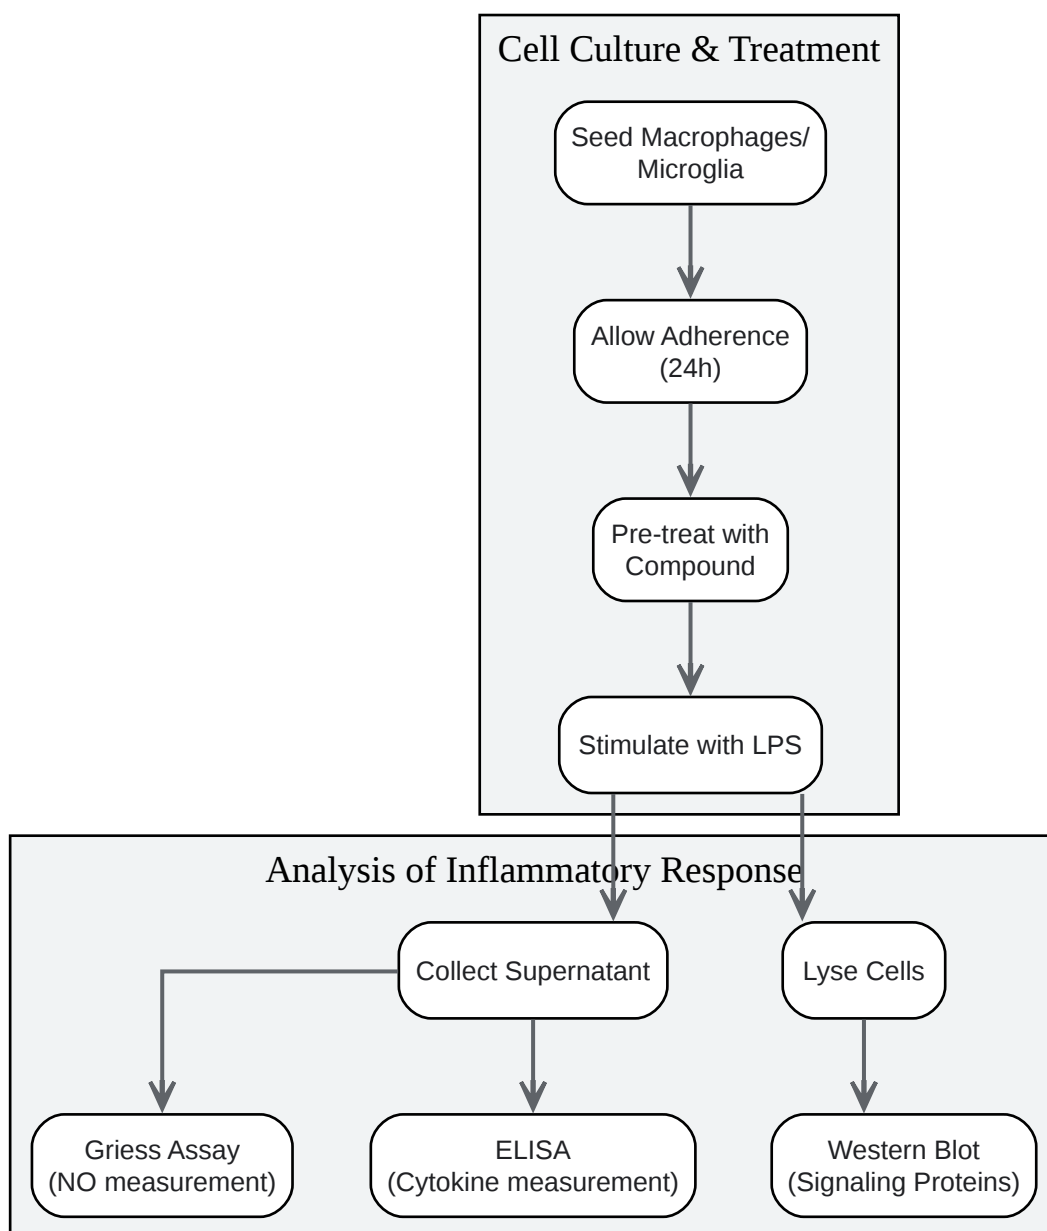 Cell Culture & Treatment
Seed Macrophages/
Microglia
Allow Adherence
(24h)
Pre-treat with
Compound
Stimulate with LPS
Analysis of Inflammatory Response
Collect Supernatant
Lyse Cells
Griess Assay
(NO measurement)
ELISA
(Cytokine measurement)
Western Blot
(Signaling Proteins)